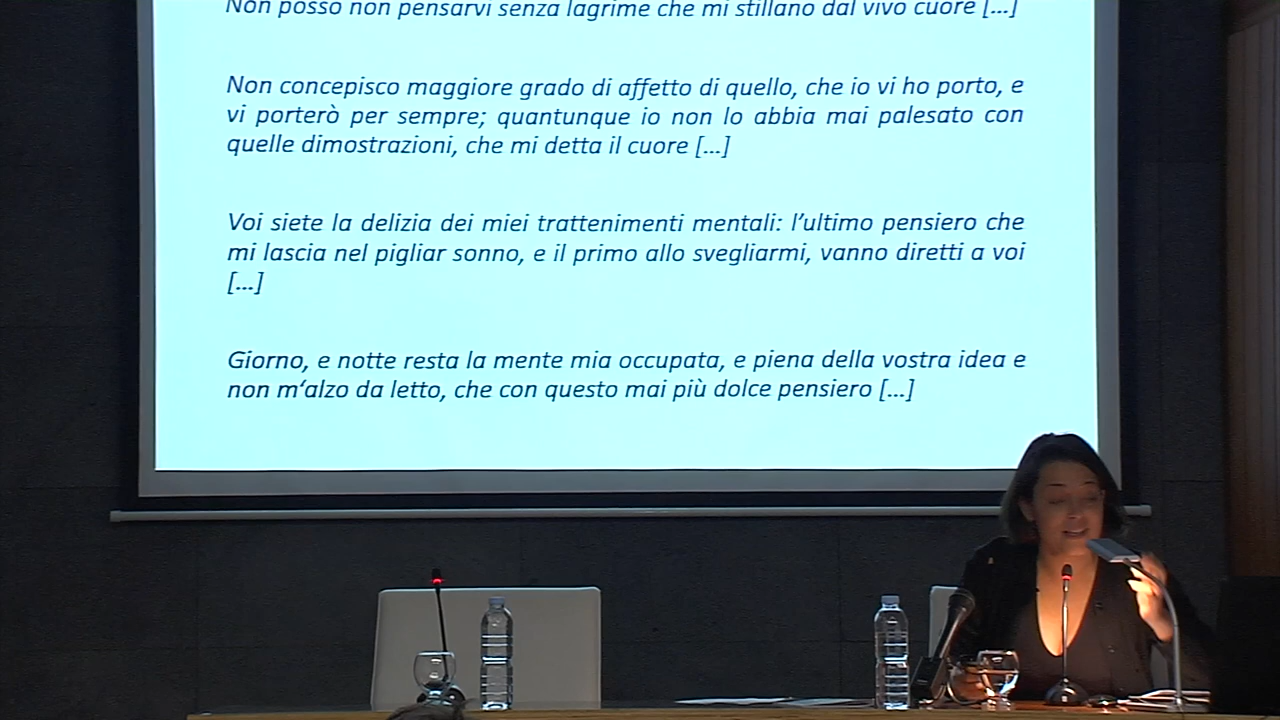 Non posso non pensarvi senza lagrime che mi stillano dal vivo cuore [...]
Non concepisco maggiore grado di affetto di quello, che io vi ho porto, e
vi porterò per sempre; quantunque io non lo abbia mai palesato con
quelle dimostrazioni, che mi detta il cuore [...]
Voi siete la delizia dei miei trattenimenti mentali: l’ultimo pensiero che
mi lascia nel pigliar sonno, e il primo allo svegliarmi, vanno diretti a voi
[...]
Giorno, e notte resta la mente mia occupata, e piena della vostra idea e
non m‘alzo da letto, che con questo mai più dolce pensiero [...]